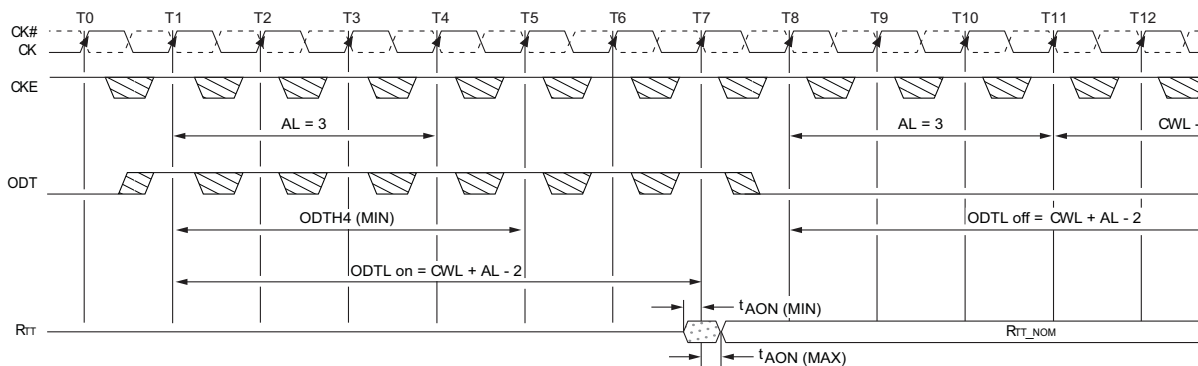 T0 T1 T2 T3 T4 T5 T6 T7 T8 T9 T10 T11 T12
CK#
CK
CKE
AL = 3 AL = 3 CWL -
ODT
ODTH4 (MIN) ODTL off = CWL + AL - 2
ODTL on = CWL + AL - 2
tAON (MIN)
RTT RTT_NOM
tAON (MAX)